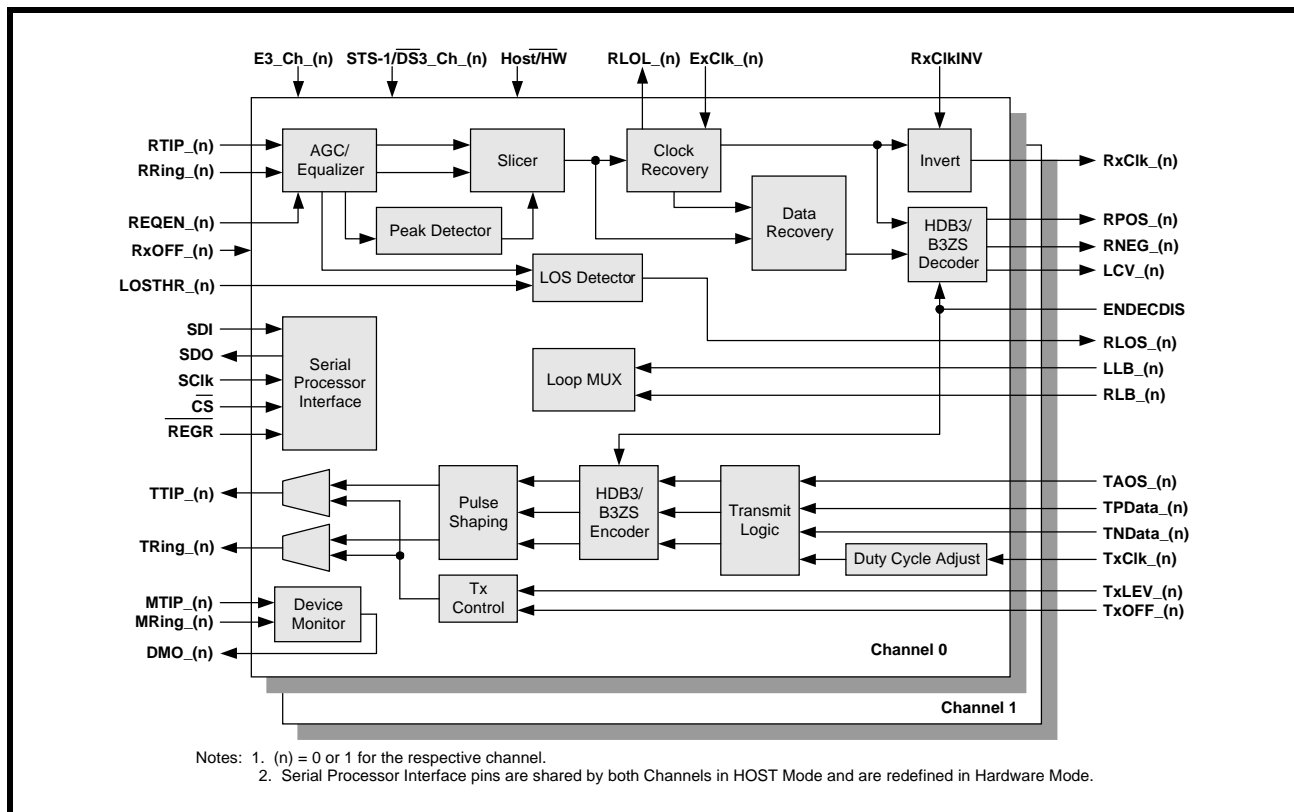 E3_Ch_(n)
STS-1/DS3_Ch_(n)
Host/HW
RLOL_(n)
ExClk_(n)
RxClkINV
RTIP_(n)
RRing_(n)
REQEN_(n)
RxOFF_(n)
LOSTHR_(n)
SDI
SDO
SClk
CS
REGR
TTIP_(n)
TRing_(n)
MTIP_(n)
MRing_(n)
DMO_(n)
AGC/
Equalizer
Slicer
Clock
Recovery
Invert
Peak Detector
Data
Recovery
HDB3/
B3ZS
Decoder
LOS Detector
Serial
Processor
Interface
Loop MUX
Pulse
Shaping
HDB3/
B3ZS
Encoder
Transmit
Logic
Duty Cycle Adjust
Tx
Control
Device
Monitor
RxClk_(n)
RPOS_(n)
RNEG_(n)
LCV_(n)
ENDECDIS
RLOS_(n)
LLB_(n)
RLB_(n)
TAOS_(n)
TPData_(n)
TNData_(n)
TxClk_(n)
TxLEV_(n)
TxOFF_(n)
Channel 0
Channel 1
Notes: 1. (n) = 0 or 1 for the respective channel.
2. Serial Processor Interface pins are shared by both Channels in HOST Mode and are redefined in Hardware Mode.